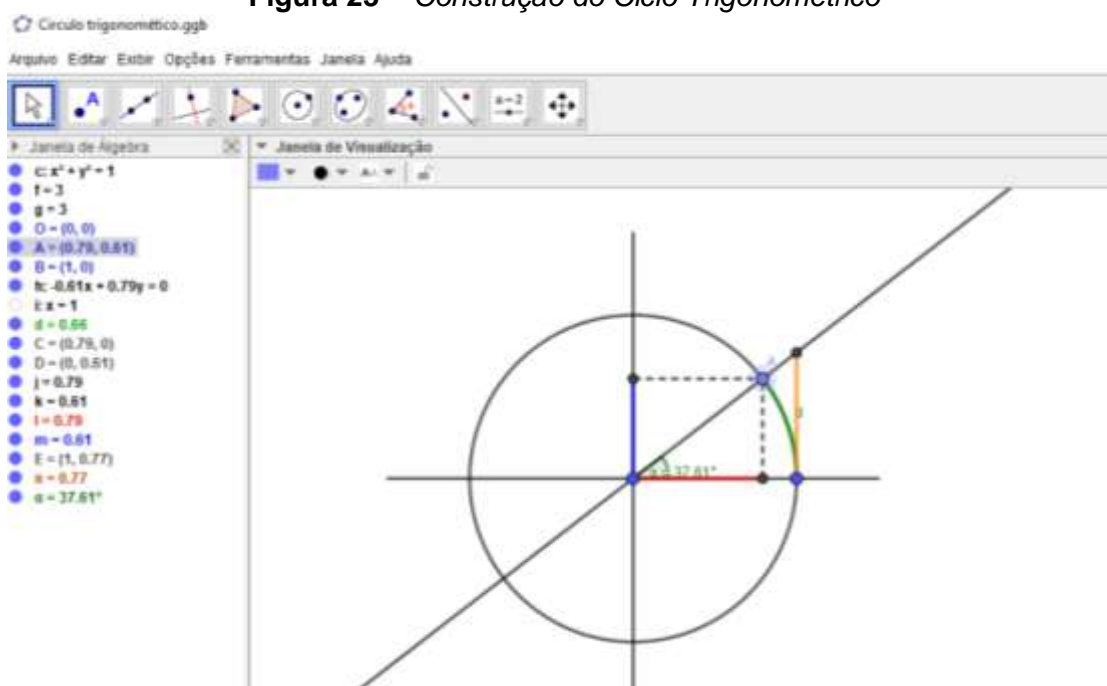 Figura 23 – Construção do Ciclo Trigonométrico
Circulo trigonomético.ggb
Arquivo Editar Exibir Opções Ferramentas Janela Ajuda
A
a=2
Janela de Álgebra
Janela de Visualização
c: x² + y² = 1
f = 3
g = 3
O = (0, 0)
A = (0.79, 0.61)
B = (1, 0)
h: -0.61x + 0.79y = 0
i: x = 1
d = 0.66
C = (0.79, 0)
D = (0, 0.61)
j = 0.79
k = 0.61
l = 0.79
m = 0.61
E = (1, 0.77)
n = 0.77
α = 37.61°
A
α = 37.61°